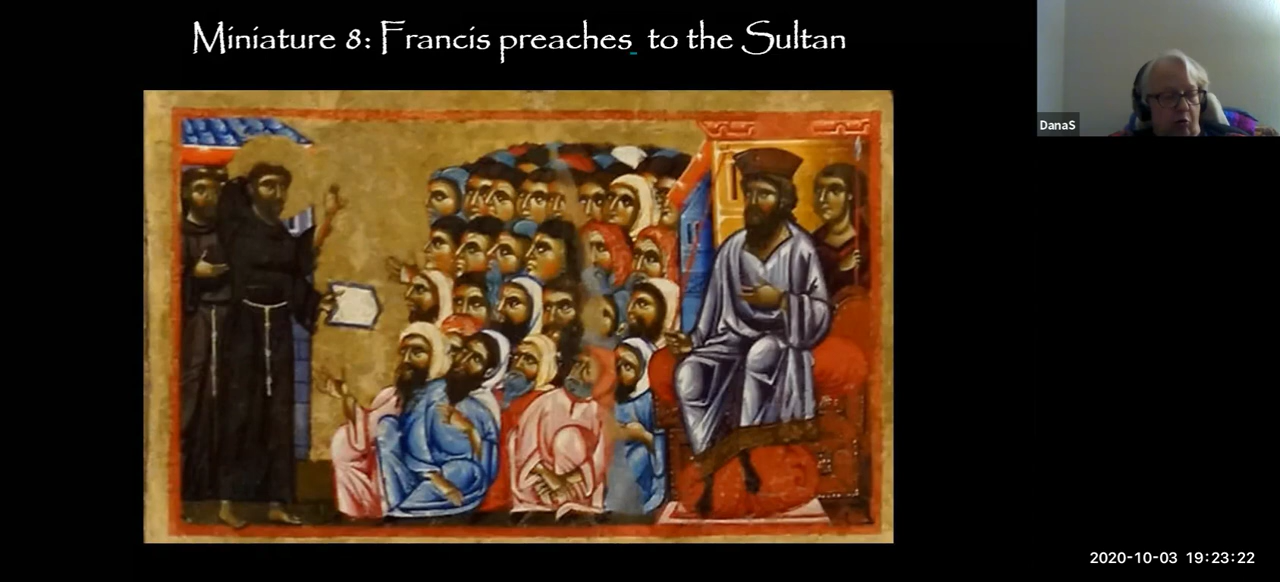 Miniature 8: Francis preaches to the Sultan
DanaS
2020-10-03 19:23:22